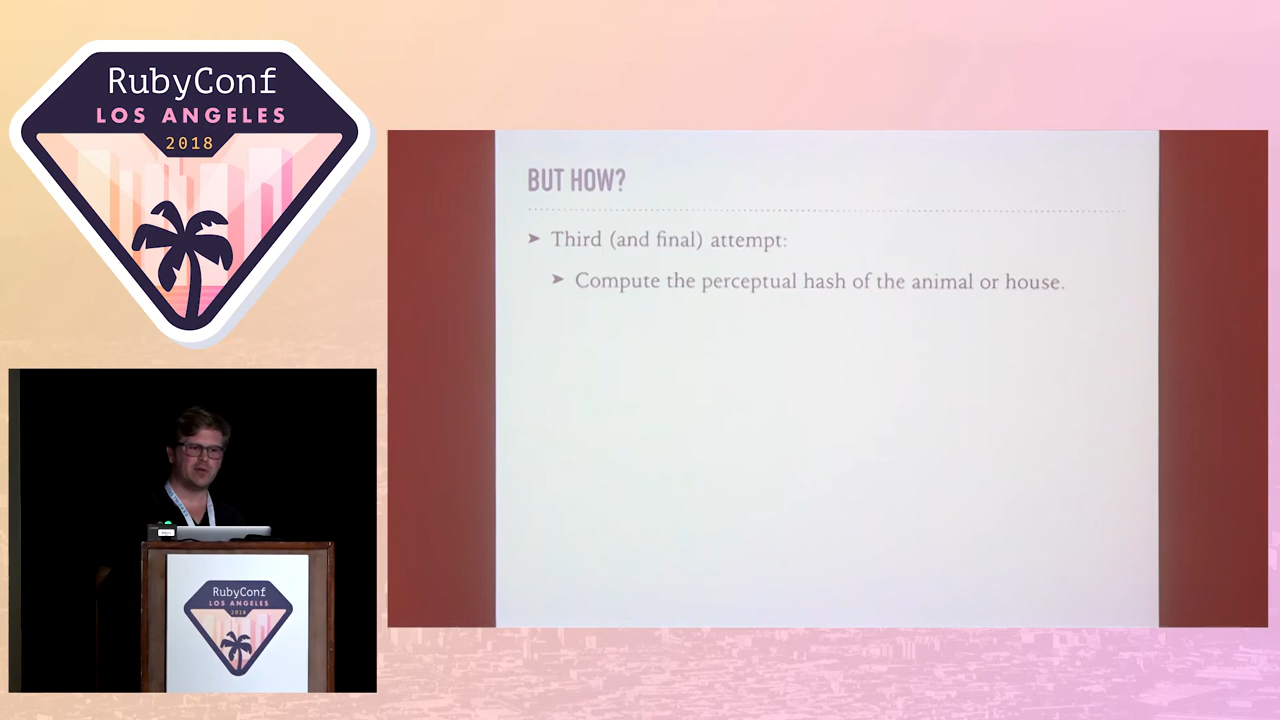 RubyConf
LOS ANGELES
2018
BUT HOW?
➤ Third (and final) attempt:
➤ Compute the perceptual hash of the animal or house.
RubyConf
LOS ANGELES
2018